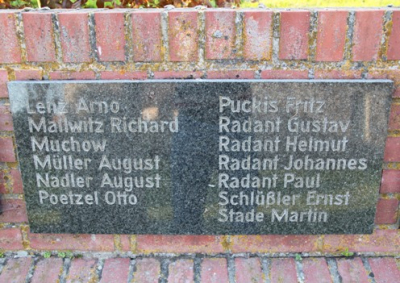 Lenz Arno
Mallwitz Richard
Muchow
Müller August
Nadler August
Poetzel Otto
Puckis Fritz
Radant Gustav
Radant Helmut
Radant Johannes
Radant Paul
Schlüßler Ernst
Stade Martin